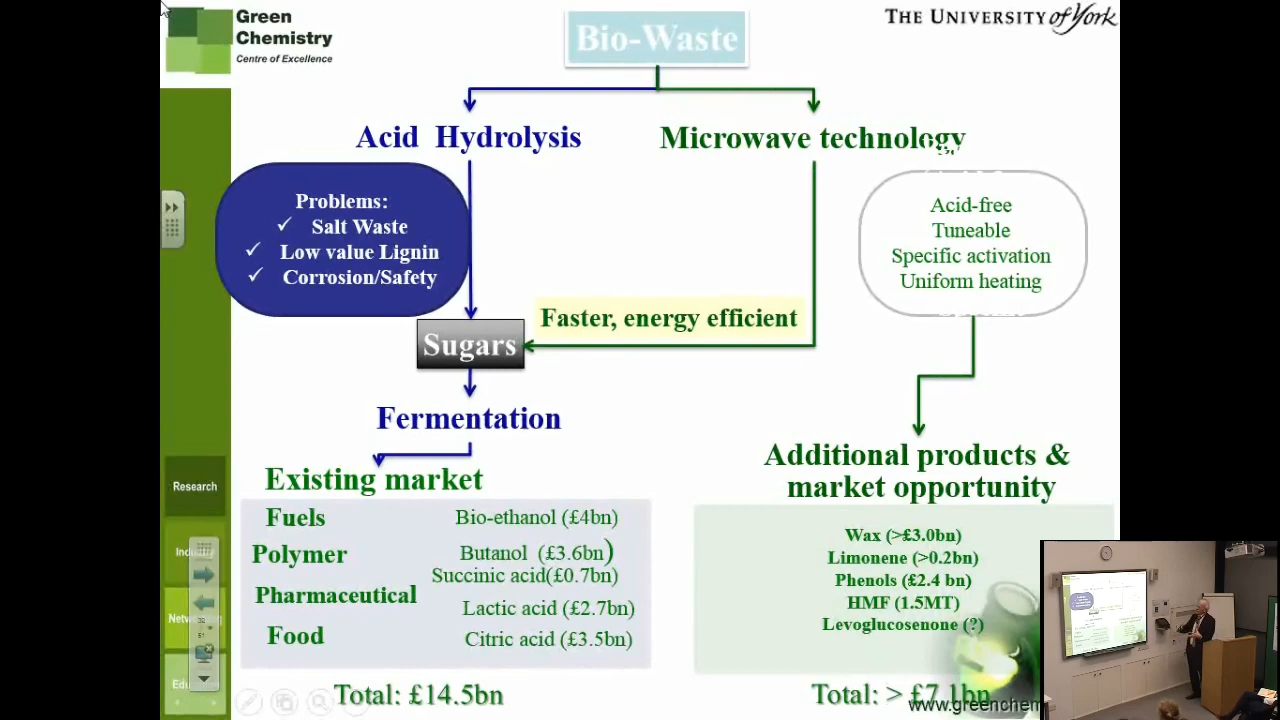 Green
Chemistry
Centre of Excellence
Bio-Waste
THE UNIVERSITY of York
Acid Hydrolysis
Microwave technology
Problems:
✓ Salt Waste
✓ Low value Lignin
✓ Corrosion/Safety
Acid-free
Tuneable
Specific activation
Uniform heating
Faster, energy efficient
Sugars
Fermentation
Existing market
Additional products &
market opportunity
Fuels Bio-ethanol (£4bn)
Polymer Butanol (£3.6bn)
Succinic acid(£0.7bn)
Pharmaceutical Lactic acid (£2.7bn)
Food Citric acid (£3.5bn)
Wax (>£3.0bn)
Limonene (>0.2bn)
Phenols (£2.4 bn)
HMF (1.5MT)
Levoglucosenone (?)
Total: £14.5bn
Total: > £7.1bn
www.greenchem
Research